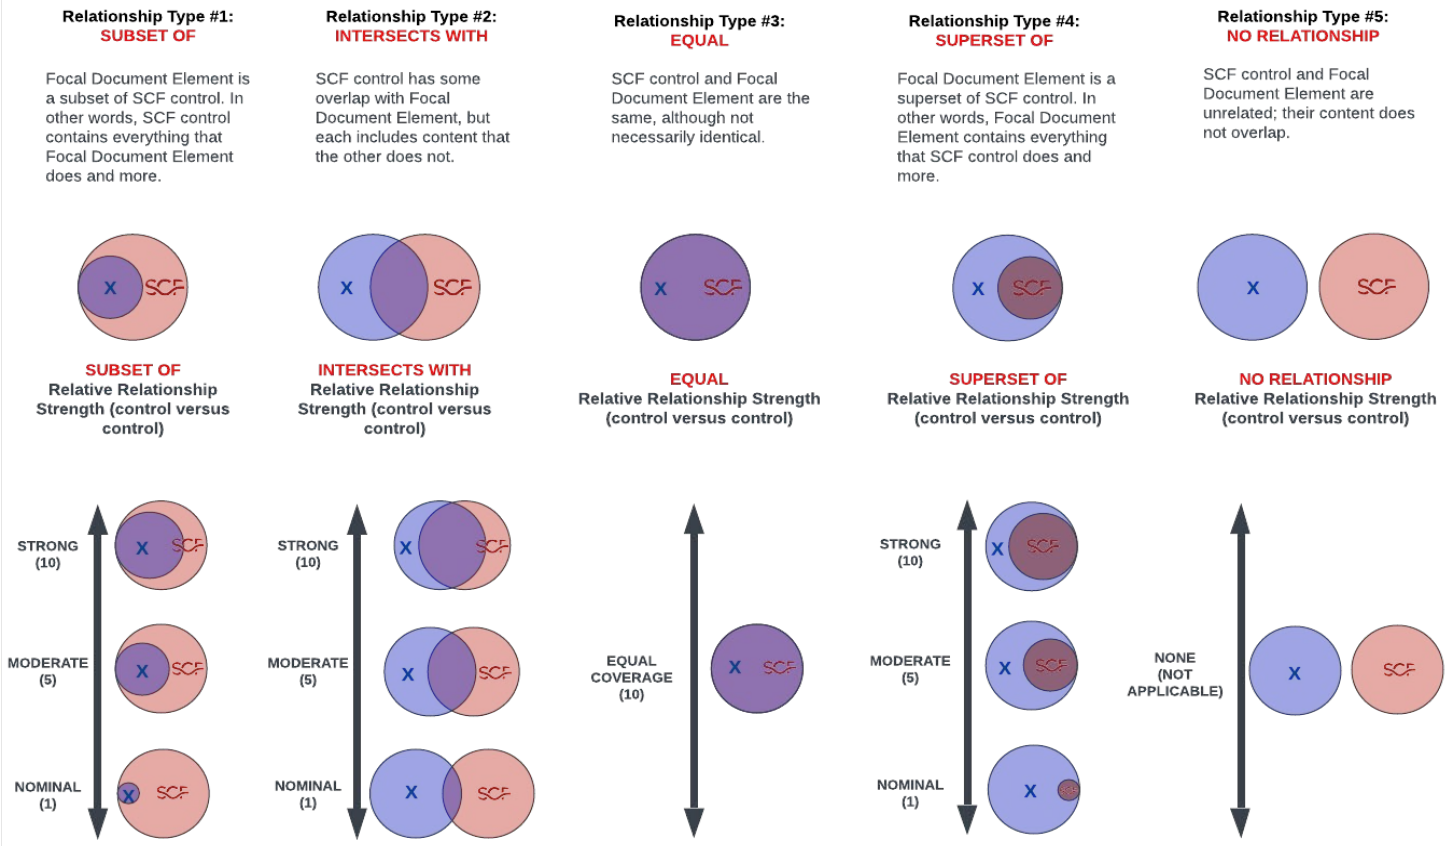 Relationship Type #1:
SUBSET OF
Focal Document Element is
a subset of SCF control. In
other words, SCF control
contains everything that
Focal Document Element
does and more.
X
SCF
SUBSET OF
Relative Relationship
Strength (control versus
control)
STRONG
(10)
X
SCF
MODERATE
(5)
X
SCF
NOMINAL
(1)
X
SCF
Relationship Type #2:
INTERSECTS WITH
SCF control has some
overlap with Focal
Document Element, but
each includes content that
the other does not.
X
SCF
INTERSECTS WITH
Relative Relationship
Strength (control versus
control)
STRONG
(10)
X
SCF
MODERATE
(5)
X
SCF
NOMINAL
(1)
X
SCF
Relationship Type #3:
EQUAL
SCF control and Focal
Document Element are the
same, although not
necessarily identical.
X
SCF
EQUAL
Relative Relationship Strength
(control versus control)
EQUAL
COVERAGE
(10)
X
SCF
Relationship Type #4:
SUPERSET OF
Focal Document Element is a
superset of SCF control. In
other words, Focal Document
Element contains everything
that SCF control does and
more.
X
SCF
SUPERSET OF
Relative Relationship Strength
(control versus control)
STRONG
(10)
X
SCF
MODERATE
(5)
X
SCF
NOMINAL
(1)
X
SCF
Relationship Type #5:
NO RELATIONSHIP
SCF control and Focal
Document Element are
unrelated; their content does
not overlap.
X
SCF
NO RELATIONSHIP
Relative Relationship Strength
(control versus control)
NONE
(NOT
APPLICABLE)
X
SCF